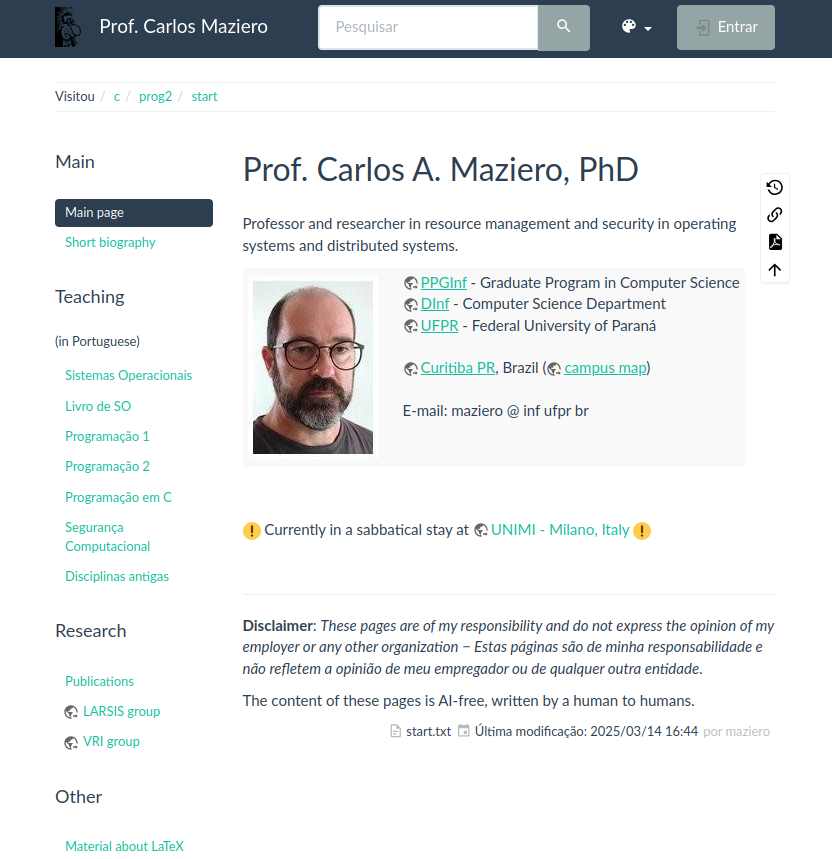 Prof. Carlos Maziero
Pesquisar
Entrar
Visitou / c / prog2 / start
Main
Main page
Short biography
Teaching
(in Portuguese)
Sistemas Operacionais
Livro de SO
Programação 1
Programação 2
Programação em C
Segurança
Computacional
Disciplinas antigas
Research
Publications
LARSIS group
VRI group
Other
Material about LaTeX
Prof. Carlos A. Maziero, PhD
Professor and researcher in resource management and security in operating
systems and distributed systems.
PPGInf - Graduate Program in Computer Science
DInf - Computer Science Department
UFPR - Federal University of Paraná
Curitiba PR, Brazil (campus map)
E-mail: maziero @ inf ufpr br
Currently in a sabbatical stay at UNIMI - Milano, Italy
Disclaimer: These pages are of my responsibility and do not express the opinion of my
employer or any other organization − Estas páginas são de minha responsabilidade e
não refletem a opinião de meu empregador ou de qualquer outra entidade.
The content of these pages is AI-free, written by a human to humans.
start.txt Última modificação: 2025/03/14 16:44 por maziero